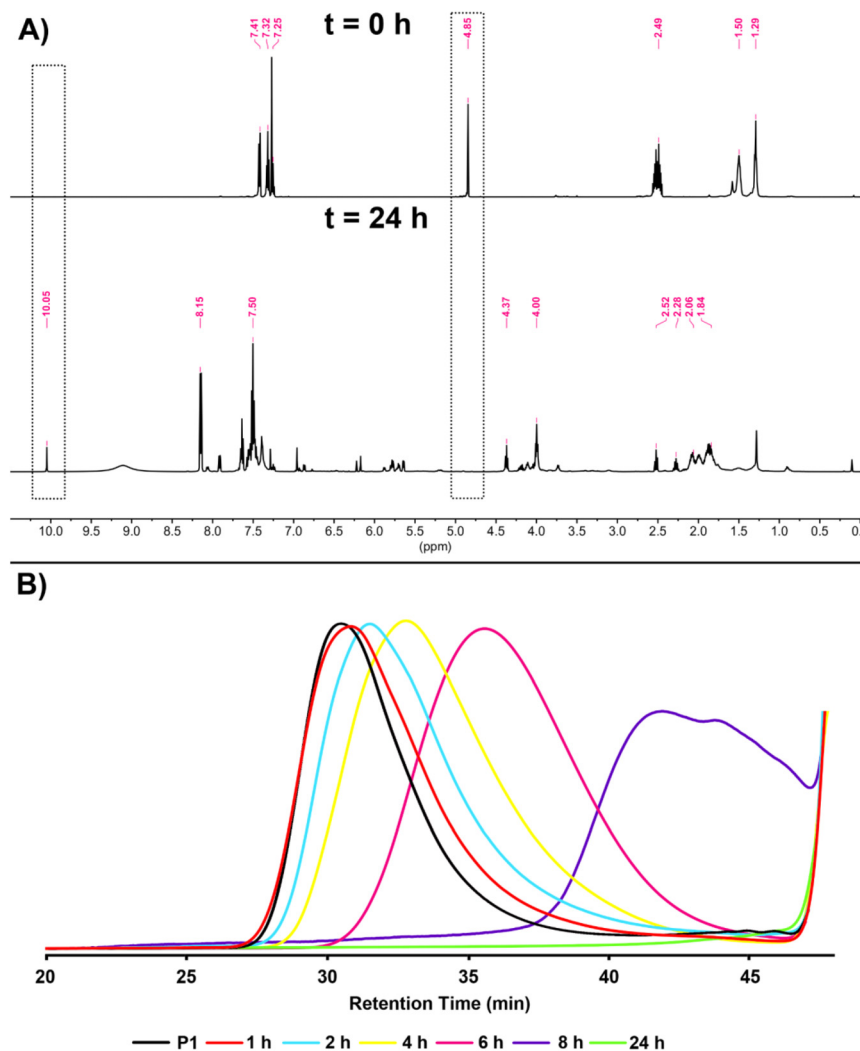 A)
t = 0 h
7.41
7.32
7.25
4.85
2.49
1.50
1.29
t = 24 h
10.05
8.15
7.50
4.37
4.00
2.52
2.28
2.06
1.84
10.0 9.5 9.0 8.5 8.0 7.5 7.0 6.5 6.0 5.5 5.0 4.5 4.0 3.5 3.0 2.5 2.0 1.5 1.0 0.
(ppm)
B)
20 25 30 35 40 45
Retention Time (min)
P1 1 h 2 h 4 h 6 h 8 h 24 h